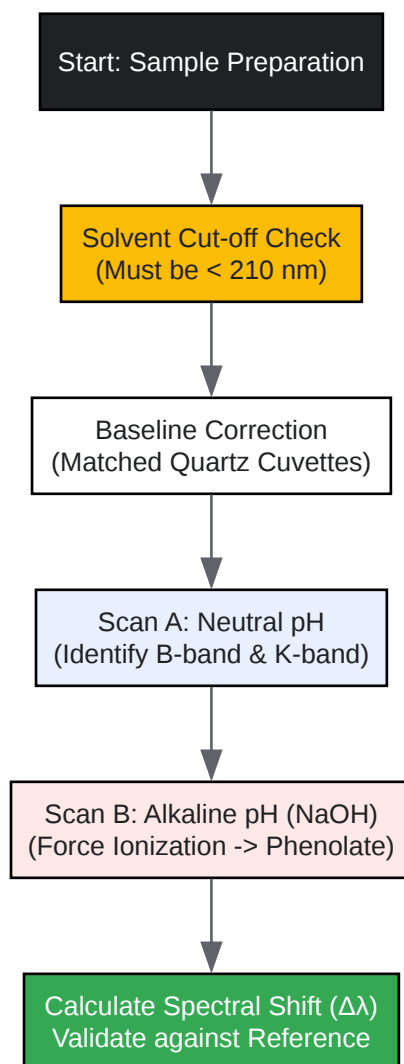 Start: Sample Preparation
Solvent Cut-off Check
(Must be < 210 nm)
Baseline Correction
(Matched Quartz Cuvettes)
Scan A: Neutral pH
(Identify B-band & K-band)
Scan B: Alkaline pH (NaOH)
(Force Ionization -> Phenolate)
Calculate Spectral Shift (Δλ)
Validate against Reference